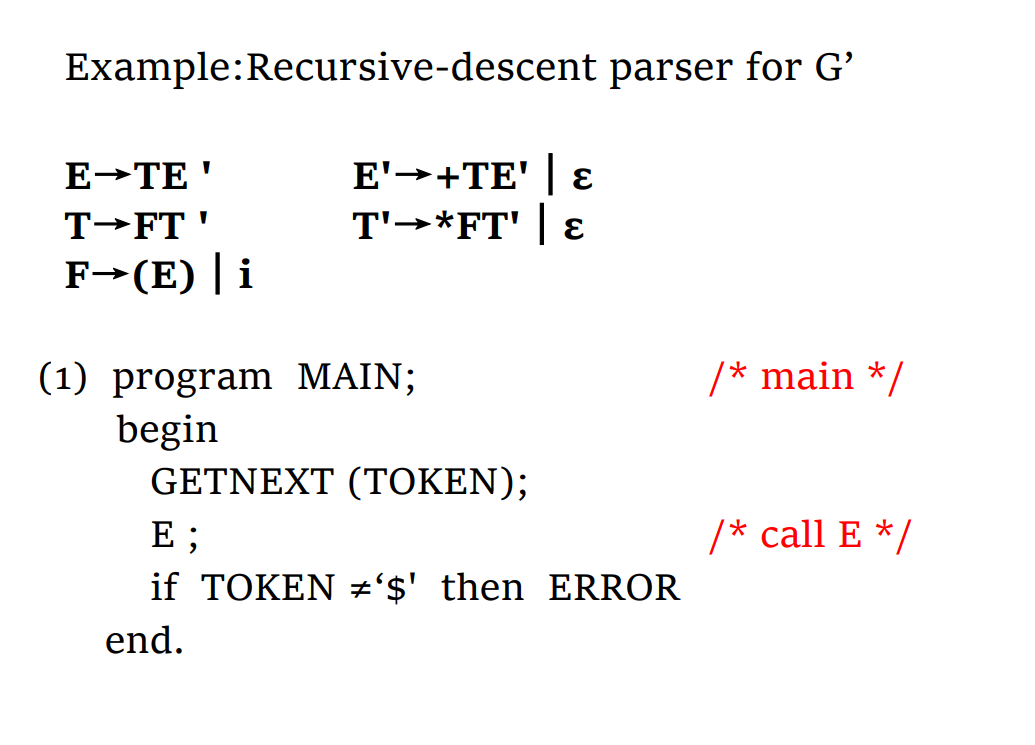 Example:Recursive-descent parser for G’
E→TE ' E'→+TE' | ε
T→FT ' T'→*FT' | ε
F→(E) | i
(1) program MAIN; /* main */
begin
GETNEXT (TOKEN);
E ; /* call E */
if TOKEN ≠‘$' then ERROR
end.